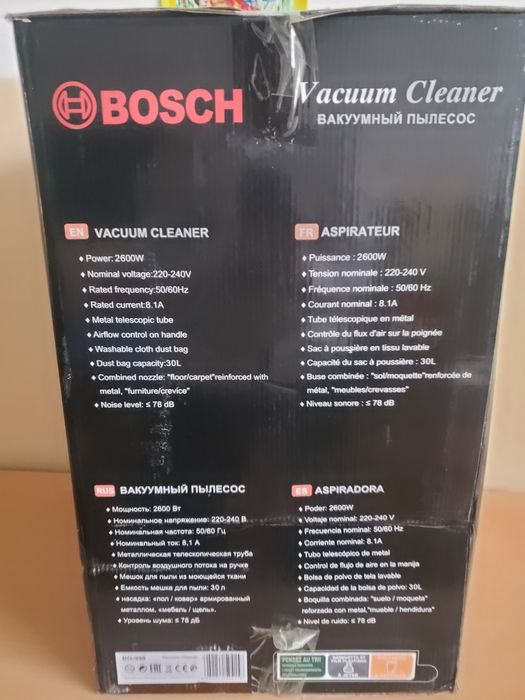 BOSCH
Vacuum Cleaner
ВАКУУМНЫЙ ПЫЛЕСОС
EN VACUUM CLEANER
♦ Power: 2600W
♦ Nominal voltage:220-240V
♦ Rated frequency:50/60Hz
♦ Rated current:8.1A
♦ Metal telescopic tube
♦ Airflow control on handle
♦ Washable cloth dust bag
♦ Dust bag capacity:30L
♦ Combined nozzle: "floor/carpet"reinforced with
metal, "furniture/crevice"
♦ Noise level: ≤ 78 dB
FR ASPIRATEUR
♦ Puissance : 2600W
♦ Tension nominale : 220-240 V
♦ Fréquence nominale : 50/60 Hz
♦ Courant nominal : 8.1A
♦ Tube télescopique en métal
♦ Contrôle du flux d'air sur la poignée
♦ Sac à poussière en tissu lavable
♦ Capacité du sac à poussière : 30L
♦ Buse combinée : "sol/moquette"renforcée de
métal, "meubles/crevasses"
♦ Niveau sonore : ≤ 78 dB
RUS ВАКУУМНЫЙ ПЫЛЕСОС
♦ Мощность: 2600 Вт
♦ Номинальное напряжение: 220-240 В
♦ Номинальная частота: 50/60 Гц
♦ Номинальный ток: 8,1 А
♦ Металлическая телескопическая труба
♦ Контроль воздушного потока на ручке
♦ Мешок для пыли из моющейся ткани
♦ Емкость мешка для пыли: 30 л
♦ насадка: «пол / ковер» армированный
металлом, «мебель / щель».
♦ Уровень шума: ≤ 78 дБ
ES ASPIRADORA
♦ Poder: 2600W
♦ Voltaje nominal: 220-240 V
♦ Frecuencia nominal: 50/60 Hz
♦ Corriente nominal: 8.1A
♦ Tubo telescópico de metal
♦ Control de flujo de aire en la manija
♦ Bolsa de polvo de tela lavable
♦ Capacidad de la bolsa de polvo: 30L
♦ Boquilla combinada: "suelo / moqueta"
reforzada con metal,"mueble / hendidura"
♦ Nivel de ruido: ≤ 78 dB
PENSEZ AU TRI!
BARQUETTE ET
FILM PLASTIQUE
À JETER